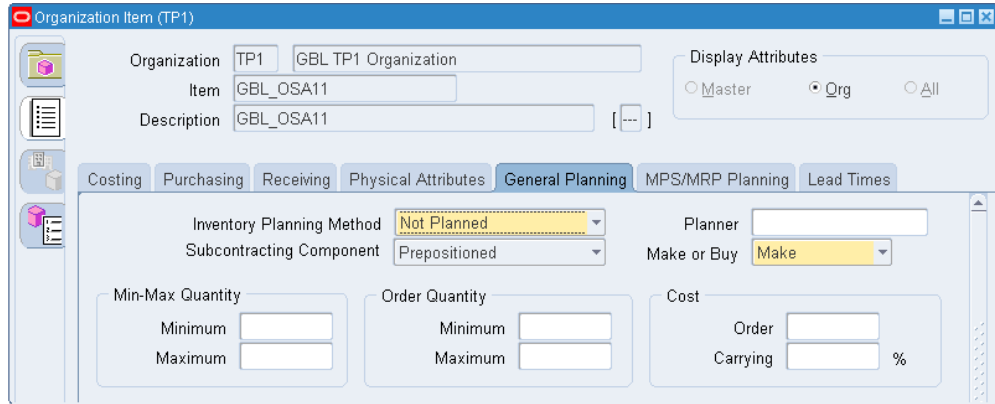 Organization Item (TP1)
Organization TP1 GBL TP1 Organization
Display Attributes
Item GBL_OSA11
Master Org All
Description GBL_OSA11 [ --- ]
Costing Purchasing Receiving Physical Attributes General Planning MPS/MRP Planning Lead Times
Inventory Planning Method Not Planned Planner
Subcontracting Component Prepositioned Make or Buy Make
Min-Max Quantity Order Quantity Cost
Minimum Minimum Order
Maximum Maximum Carrying %